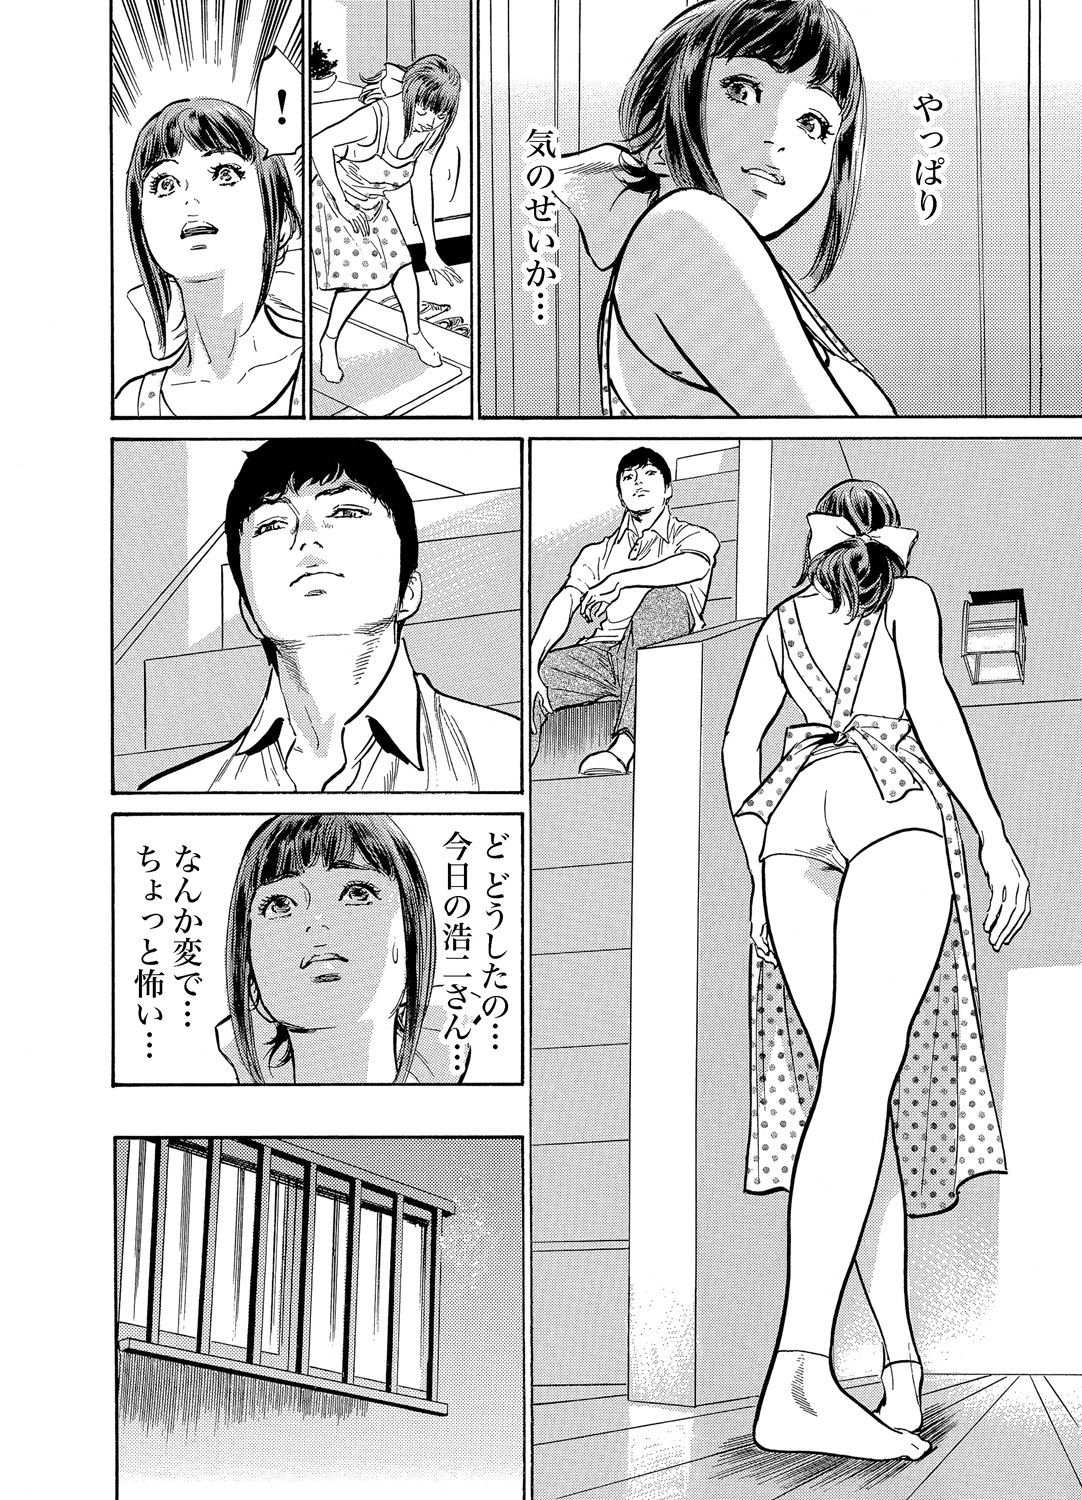 やっぱり
気のせいか…
！
ど どうしたの…
今日の浩二さん…
なんか変で…
ちょっと怖い…